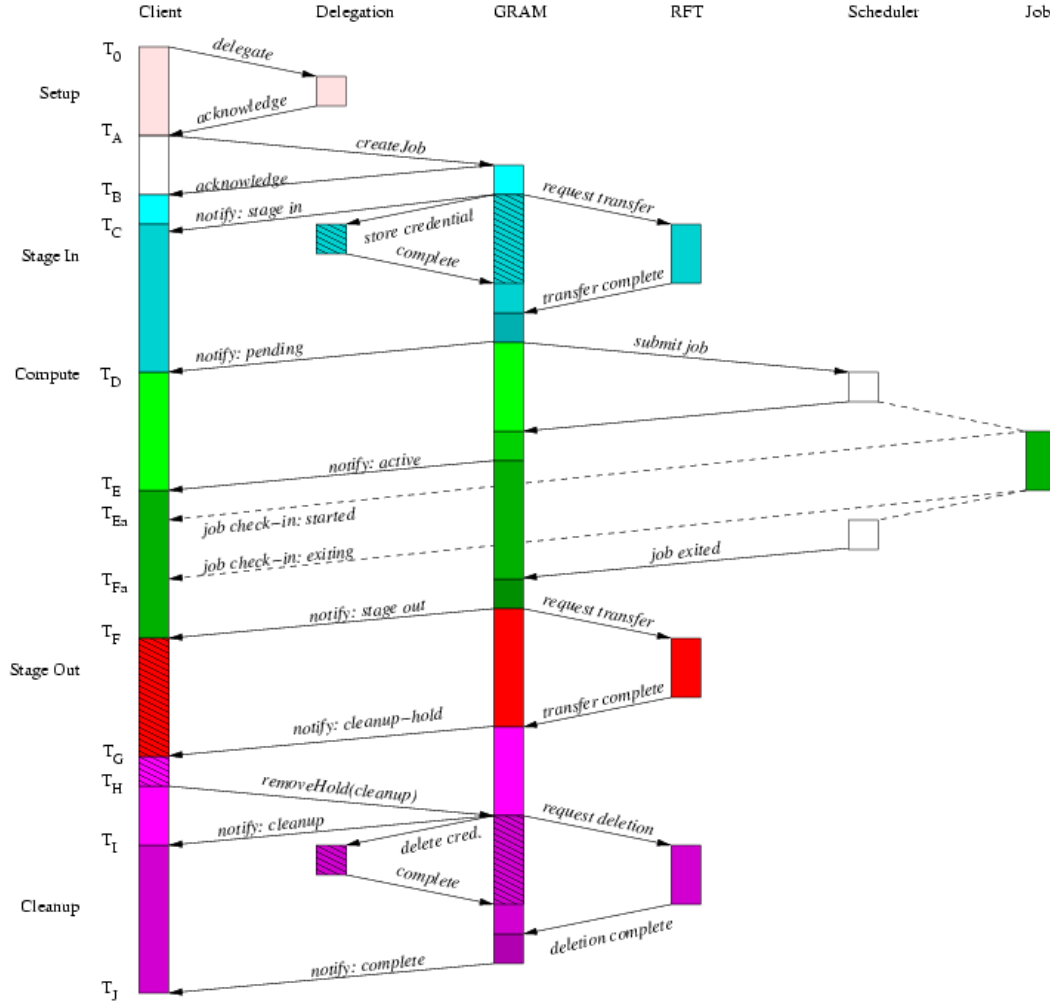 Client Delegation GRAM RFT Scheduler Job
T0
delegate
Setup
acknowledge
TA
createJob
TB
acknowledge
request transfer
notify: stage in
TC
store credential
Stage In
complete
transfer complete
notify: pending
submit job
Compute
TD
notify: active
TE
TEa
job check-in: started
job check-in: exiting
job exited
TFa
notify: stage out
request transfer
TF
Stage Out
transfer complete
notify: cleanup-hold
TG
TH
removeHold(cleanup)
request deletion
notify: cleanup
TI
delete cred.
complete
Cleanup
deletion complete
notify: complete
TJ